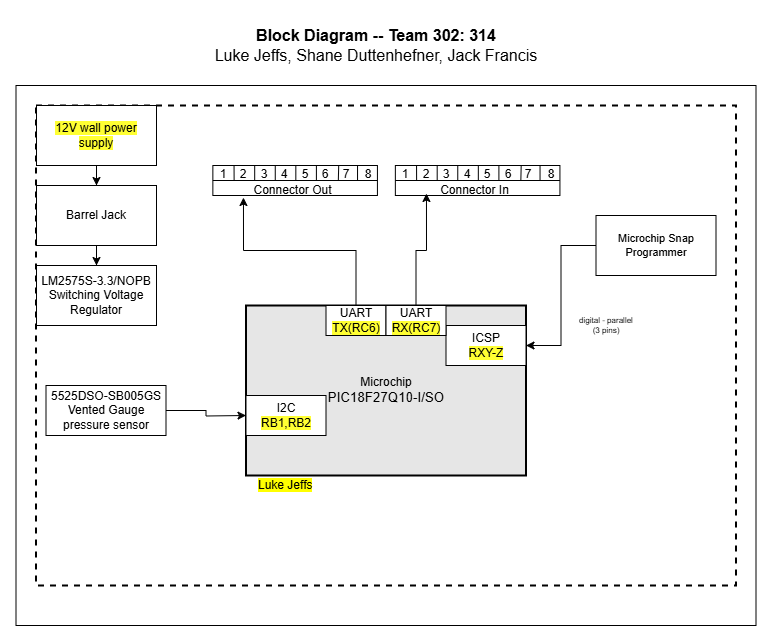 Block Diagram -- Team 302: 314
Luke Jeffs, Shane Duttenhefner, Jack Francis
12V wall power
supply
Barrel Jack
LM2575S-3.3/NOPB
Switching Voltage
Regulator
1 2 3 4 5 6 7 8
Connector Out
1 2 3 4 5 6 7 8
Connector In
Microchip Snap
Programmer
digital - parallel
(3 pins)
UART
TX(RC6)
UART
RX(RC7)
ICSP
RXY-Z
Microchip
PIC18F27Q10-I/SO
5525DSO-SB005GS
Vented Gauge
pressure sensor
I2C
RB1,RB2
Luke Jeffs